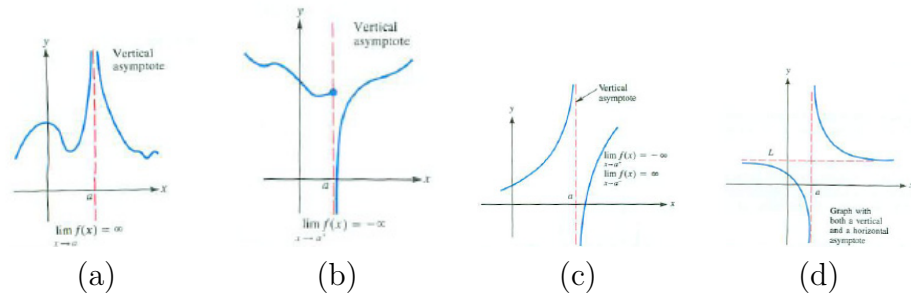 y
Vertical
asymptote
a
x
lim f(x) = ∞
x → a
(a)
y
Vertical
asymptote
a
x
lim f(x) = −∞
x → a⁺
(b)
Vertical
asymptote
y
lim f(x) = −∞
lim f(x) = ∞
a
x
(c)
y
L
a
x
Graph with
both a vertical
and a horizontal
asymptote
(d)